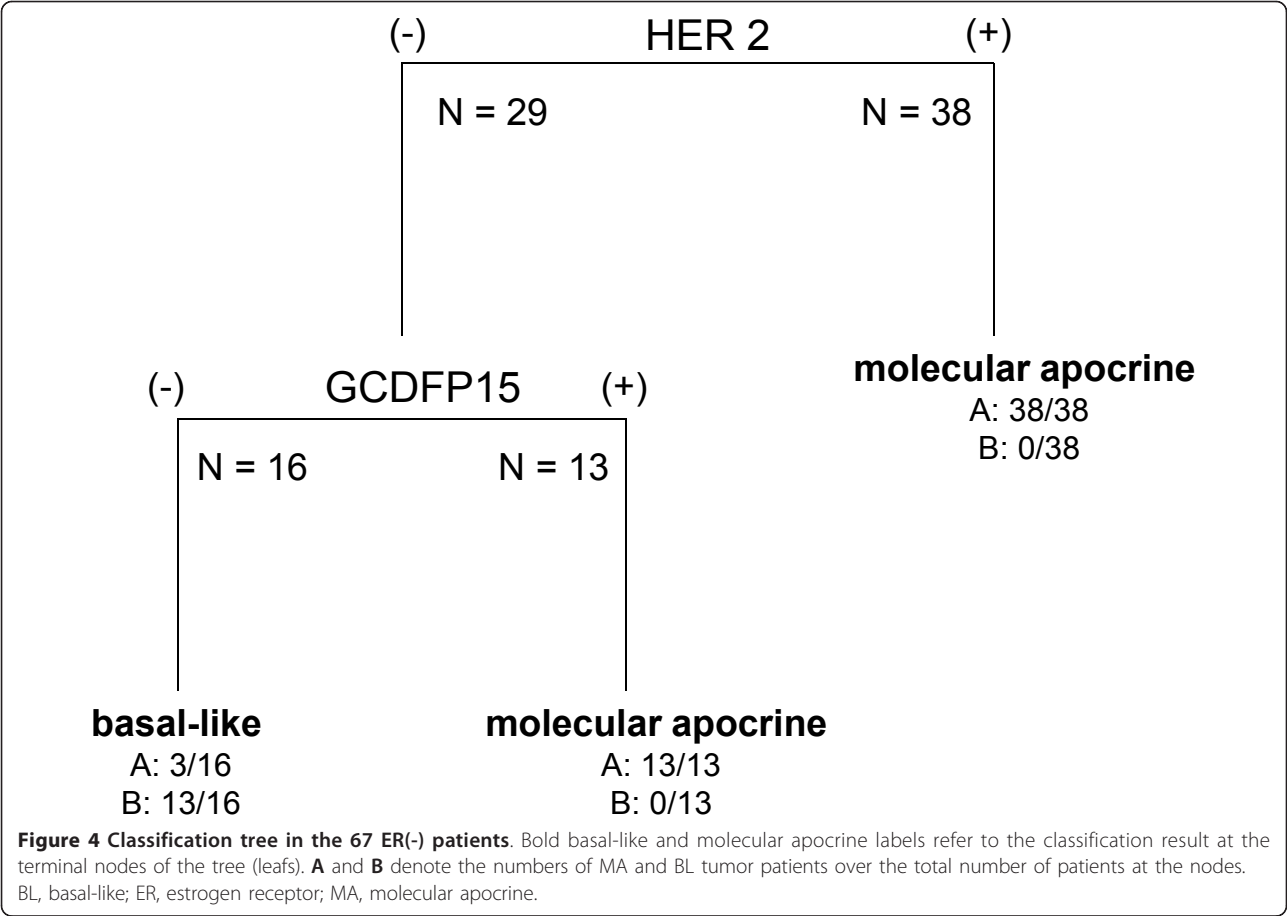 (-) HER 2 (+)
N = 29 N = 38
molecular apocrine
A: 38/38
B: 0/38
(-) GCDFP15 (+)
N = 16 N = 13
basal-like
A: 3/16
B: 13/16
molecular apocrine
A: 13/13
B: 0/13
Figure 4 Classification tree in the 67 ER(-) patients. Bold basal-like and molecular apocrine labels refer to the classification result at the
terminal nodes of the tree (leafs). A and B denote the numbers of MA and BL tumor patients over the total number of patients at the nodes.
BL, basal-like; ER, estrogen receptor; MA, molecular apocrine.